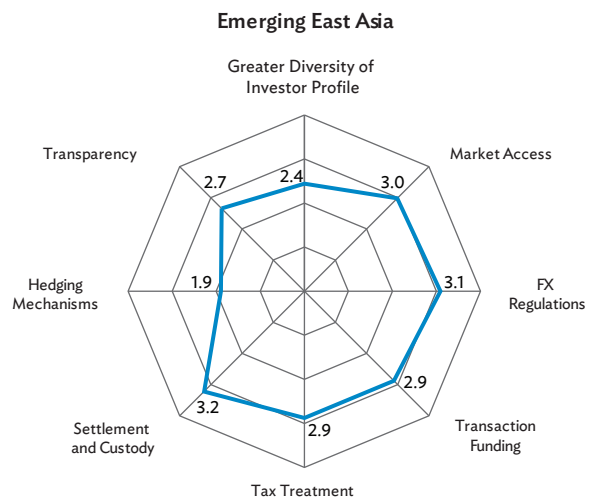 Emerging East Asia
Greater Diversity of
Investor Profile
Transparency
Market Access
2.7
2.4
3.0
Hedging
Mechanisms
1.9
3.1
FX
Regulations
3.2
2.9
2.9
Settlement
and Custody
Transaction
Funding
Tax Treatment